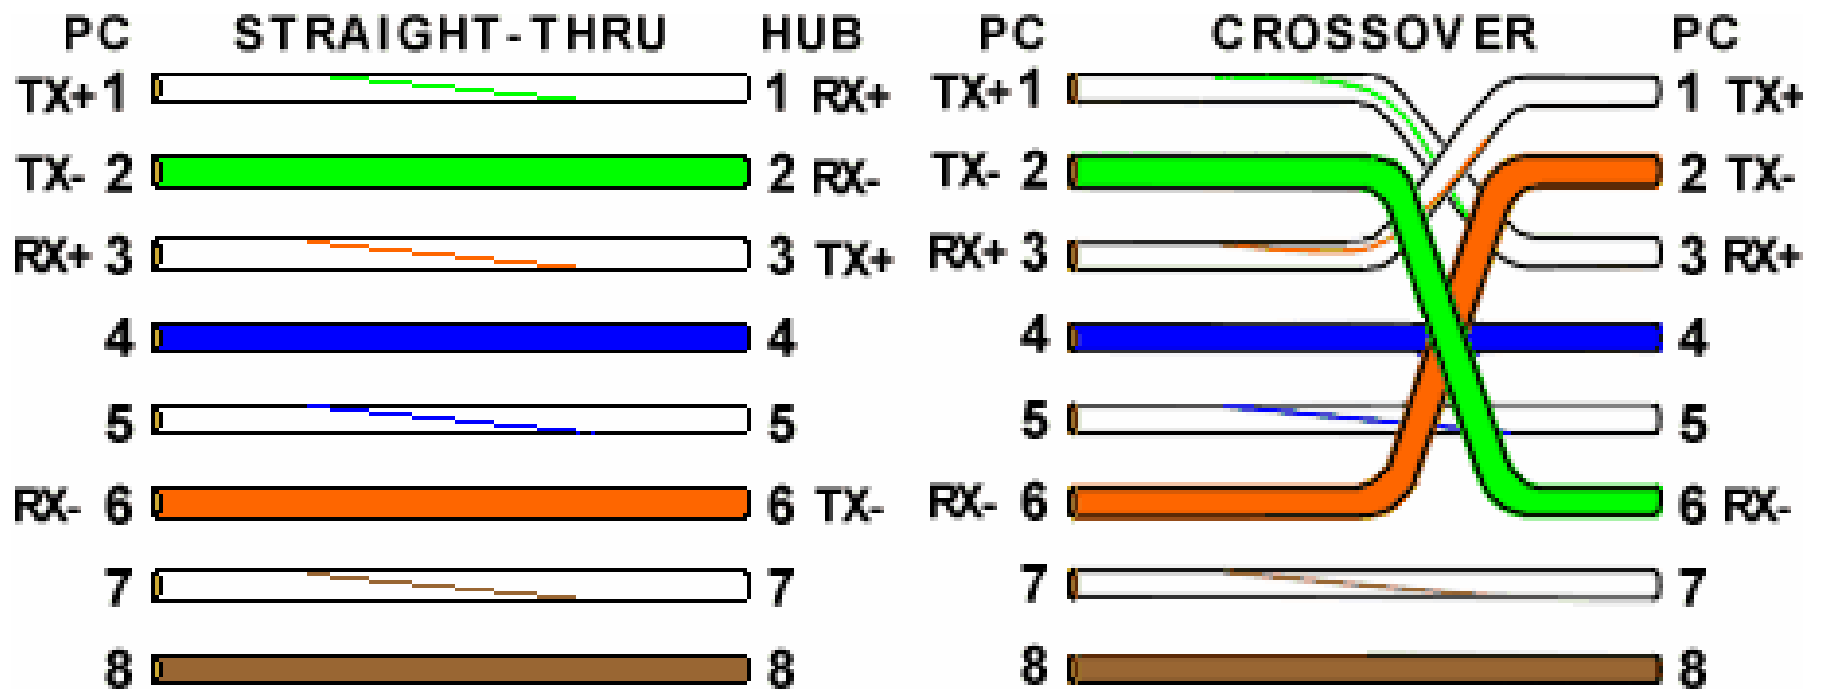 PC STRAIGHT-THRU HUB PC CROSSOVER PC
TX+ 1 1 RX+ TX+ 1 1 TX+
TX- 2 2 RX- TX- 2 2 TX-
RX+ 3 3 TX+ RX+ 3 3 RX+
4 4 4 4
5 5 5 5
RX- 6 6 TX- RX- 6 6 RX-
7 7 7 7
8 8 8 8